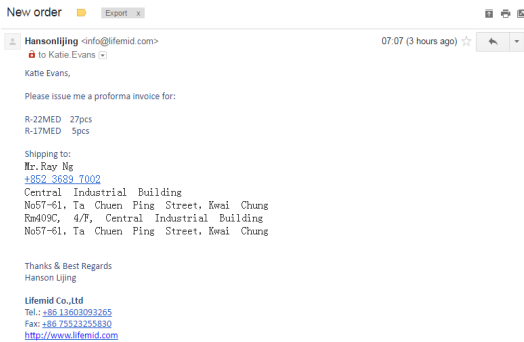 New order
Export x
Hansonlijing <info@lifemid.com>
07:07 (3 hours ago)
to Katie.Evans
Katie Evans,
Please issue me a proforma invoice for:
R-22MED 27pcs
R-17MED 5pcs
Shipping to:
Mr.Ray Ng
+852 3689 7002
Central Industrial Building
No57-61, Ta Chuen Ping Street, Kwai Chung
Rm409C, 4/F, Central Industrial Building
No57-61, Ta Chuen Ping Street, Kwai Chung
Thanks & Best Regards
Hanson Lijing
Lifemid Co.,Ltd
Tel.: +86 13603093265
Fax: +86 75523255830
http://www.lifemid.com